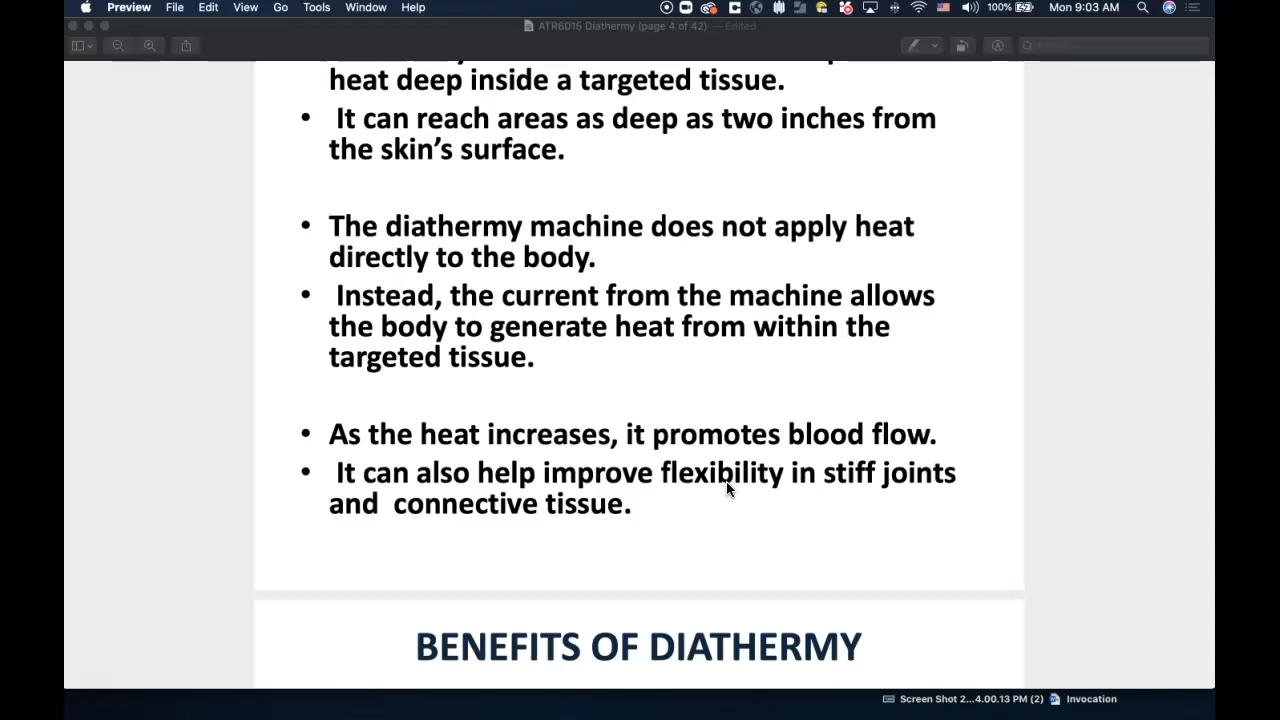 Preview File Edit View Go Tools Window Help 100% Mon 9:03 AM
ATR6015 Diathermy (page 4 of 42) — Edited
heat deep inside a targeted tissue.
• It can reach areas as deep as two inches from
the skin’s surface.
• The diathermy machine does not apply heat
directly to the body.
• Instead, the current from the machine allows
the body to generate heat from within the
targeted tissue.
• As the heat increases, it promotes blood flow.
• It can also help improve flexibility in stiff joints
and connective tissue.
BENEFITS OF DIATHERMY
Screen Shot 2...4.00.13 PM (2) Invocation